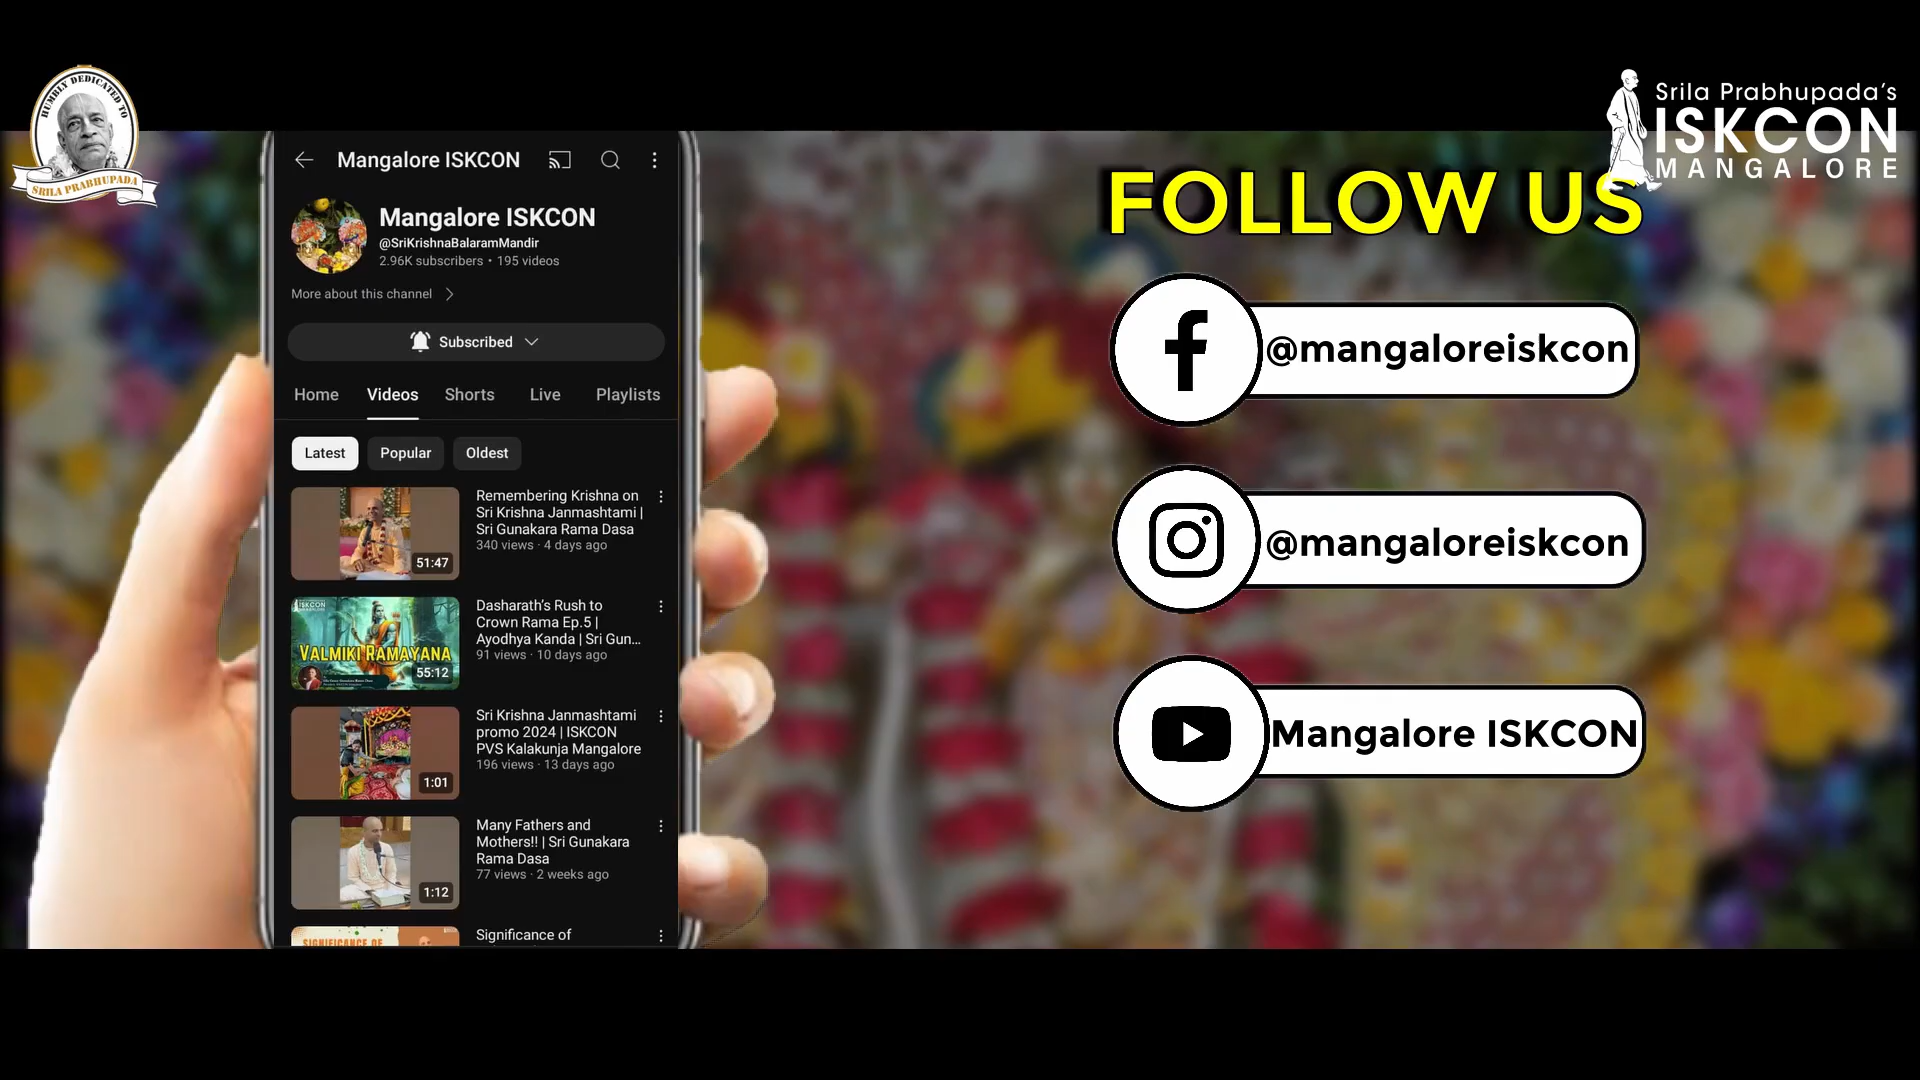 HUMBLY DEDICATED TO
SRILA PRABHUPADA
Srila Prabhupada's
ISKCON
MANGALORE
Mangalore ISKCON
Mangalore ISKCON
@SriKrishnaBalaramMandir
2.96K subscribers • 195 videos
More about this channel
Subscribed
Home Videos Shorts Live Playlists
Latest Popular Oldest
Remembering Krishna on
Sri Krishna Janmashtami |
Sri Gunakara Rama Dasa
340 views · 4 days ago
51:47
Dasharath's Rush to
Crown Rama Ep.5 |
Ayodhya Kanda | Sri Gun...
91 views · 10 days ago
ISKCON
VALMIKI RAMAYANA
55:12
Sri Krishna Janmashtami
promo 2024 | ISKCON
PVS Kalakunja Mangalore
196 views · 13 days ago
1:01
Many Fathers and
Mothers!! | Sri Gunakara
Rama Dasa
77 views · 2 weeks ago
1:12
SIGNIFICANCE OF
Significance of
FOLLOW US
@mangaloreiskcon
@mangaloreiskcon
Mangalore ISKCON